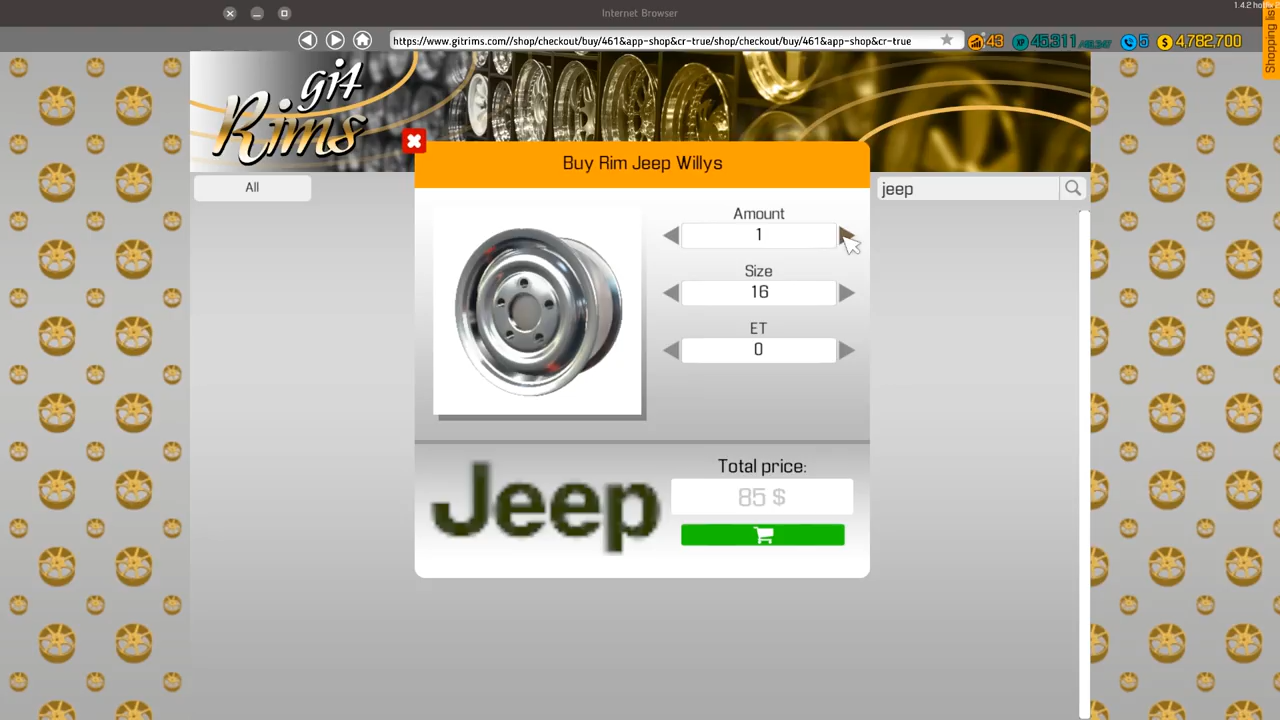 Internet Browser
1.4.2 hotfix
https://www.gitrims.com//shop/checkout/buy/461&app-shop&cr-true/shop/checkout/buy/461&app-shop&cr-true
43
XP
45,311
5
$
4,782,700
Shopping list
git
Rims
Buy Rim Jeep Willys
All
jeep
Amount
1
Size
16
ET
0
Total price:
85 $
Jeep